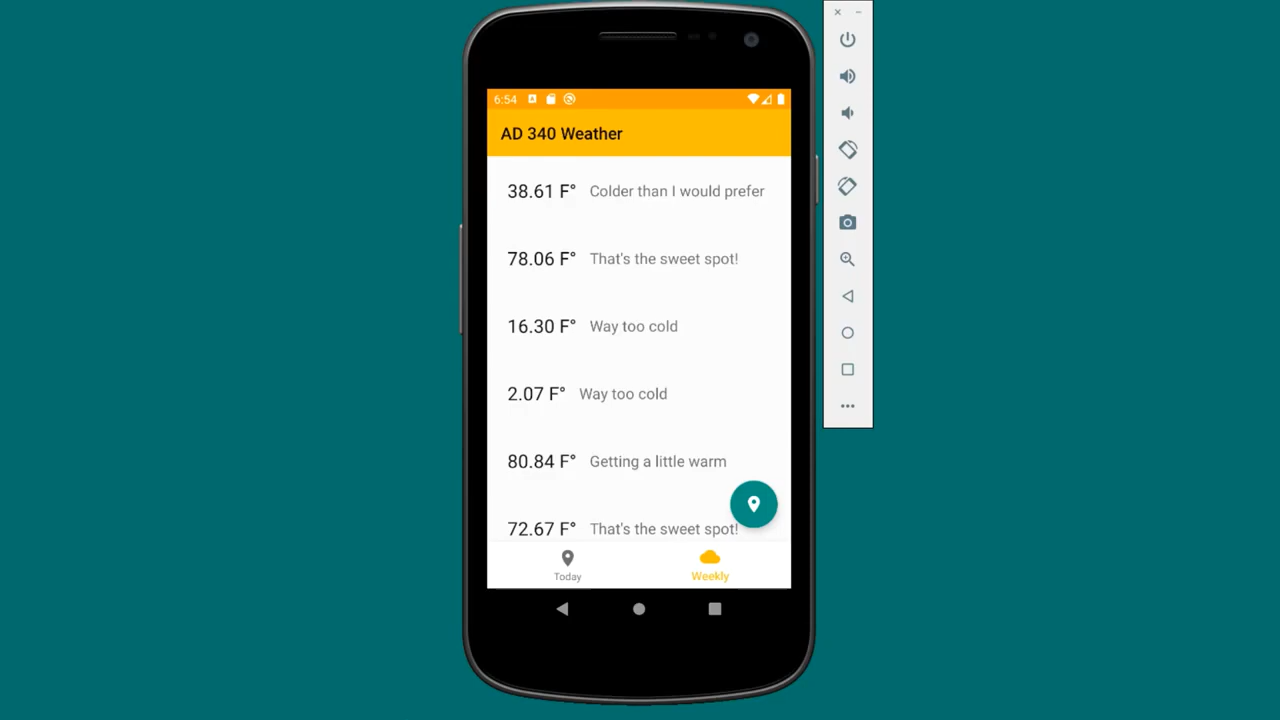 6:54
AD 340 Weather
38.61 F° Colder than I would prefer
78.06 F° That's the sweet spot!
16.30 F° Way too cold
2.07 F° Way too cold
80.84 F° Getting a little warm
72.67 F° That's the sweet spot!
Today Weekly